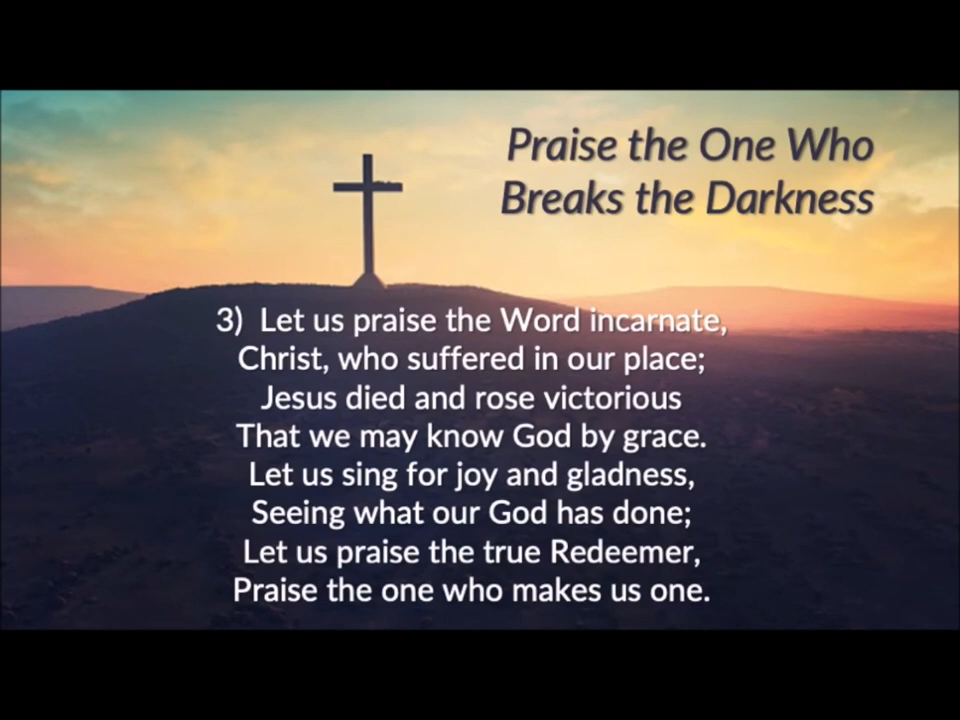 Praise the One Who
Breaks the Darkness
3) Let us praise the Word incarnate,
Christ, who suffered in our place;
Jesus died and rose victorious
That we may know God by grace.
Let us sing for joy and gladness,
Seeing what our God has done;
Let us praise the true Redeemer,
Praise the one who makes us one.